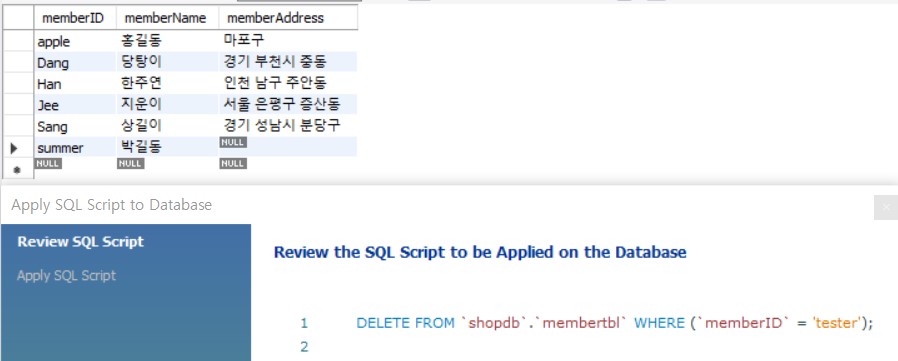 memberID memberName memberAddress
apple 홍길동 마포구
Dang 당탕이 경기 부천시 중동
Han 한주연 인천 남구 주안동
Jee 지운이 서울 은평구 증산동
Sang 상길이 경기 성남시 분당구
summer 박길동 NULL
NULL NULL NULL
Apply SQL Script to Database
Review SQL Script
Apply SQL Script
Review the SQL Script to be Applied on the Database
1 DELETE FROM `shopdb`.`membertbl` WHERE (`memberID` = 'tester');
2